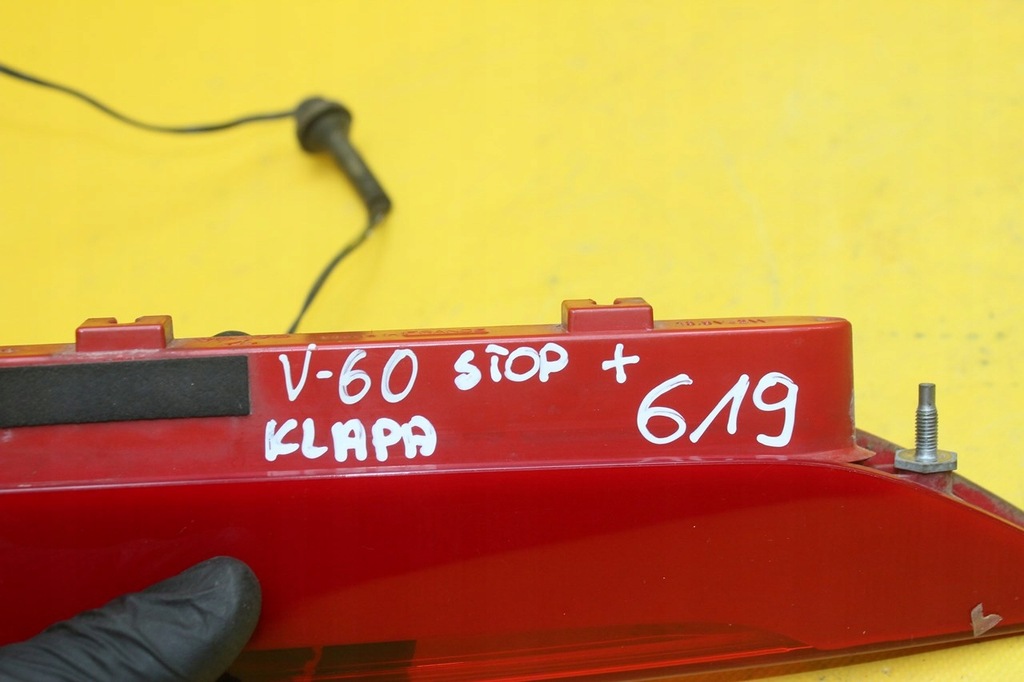 V-60 STOP + 619
KLAPA